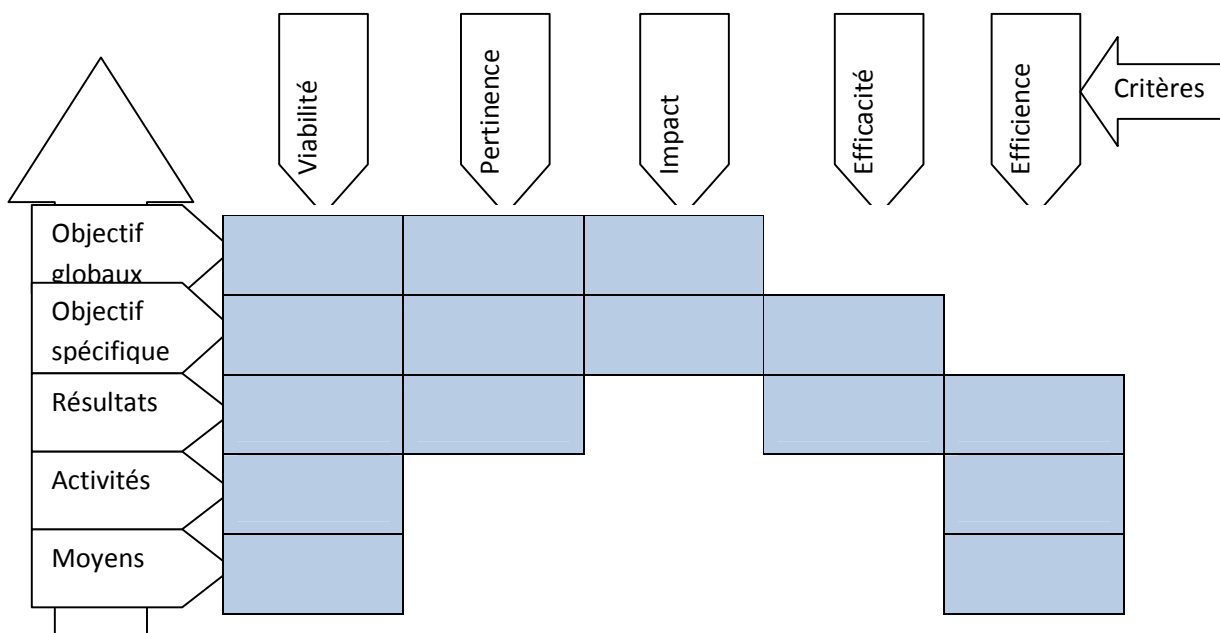 Viabilité
Pertinence
Impact
Efficacité
Efficience
Critères
Objectif
globaux
Objectif
spécifique
Résultats
Activités
Moyens